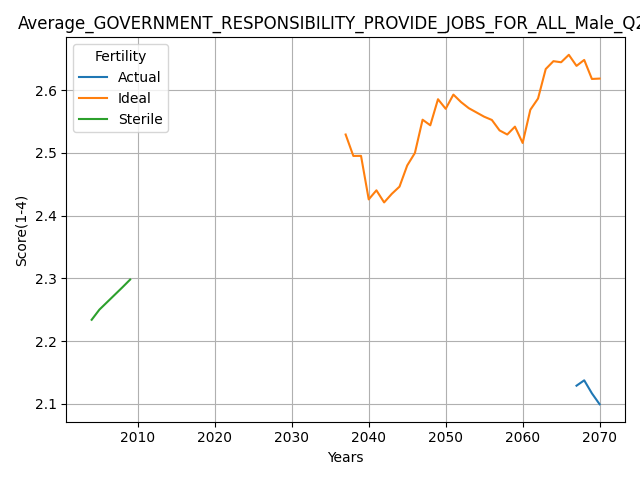 Average_GOVERNMENT_RESPONSIBILITY_PROVIDE_JOBS_FOR_ALL_Male_Q2
Fertility
Actual
Ideal
Sterile
Score(1-4)
2.6
2.5
2.4
2.3
2.2
2.1
2010 2020 2030 2040 2050 2060 2070
Years